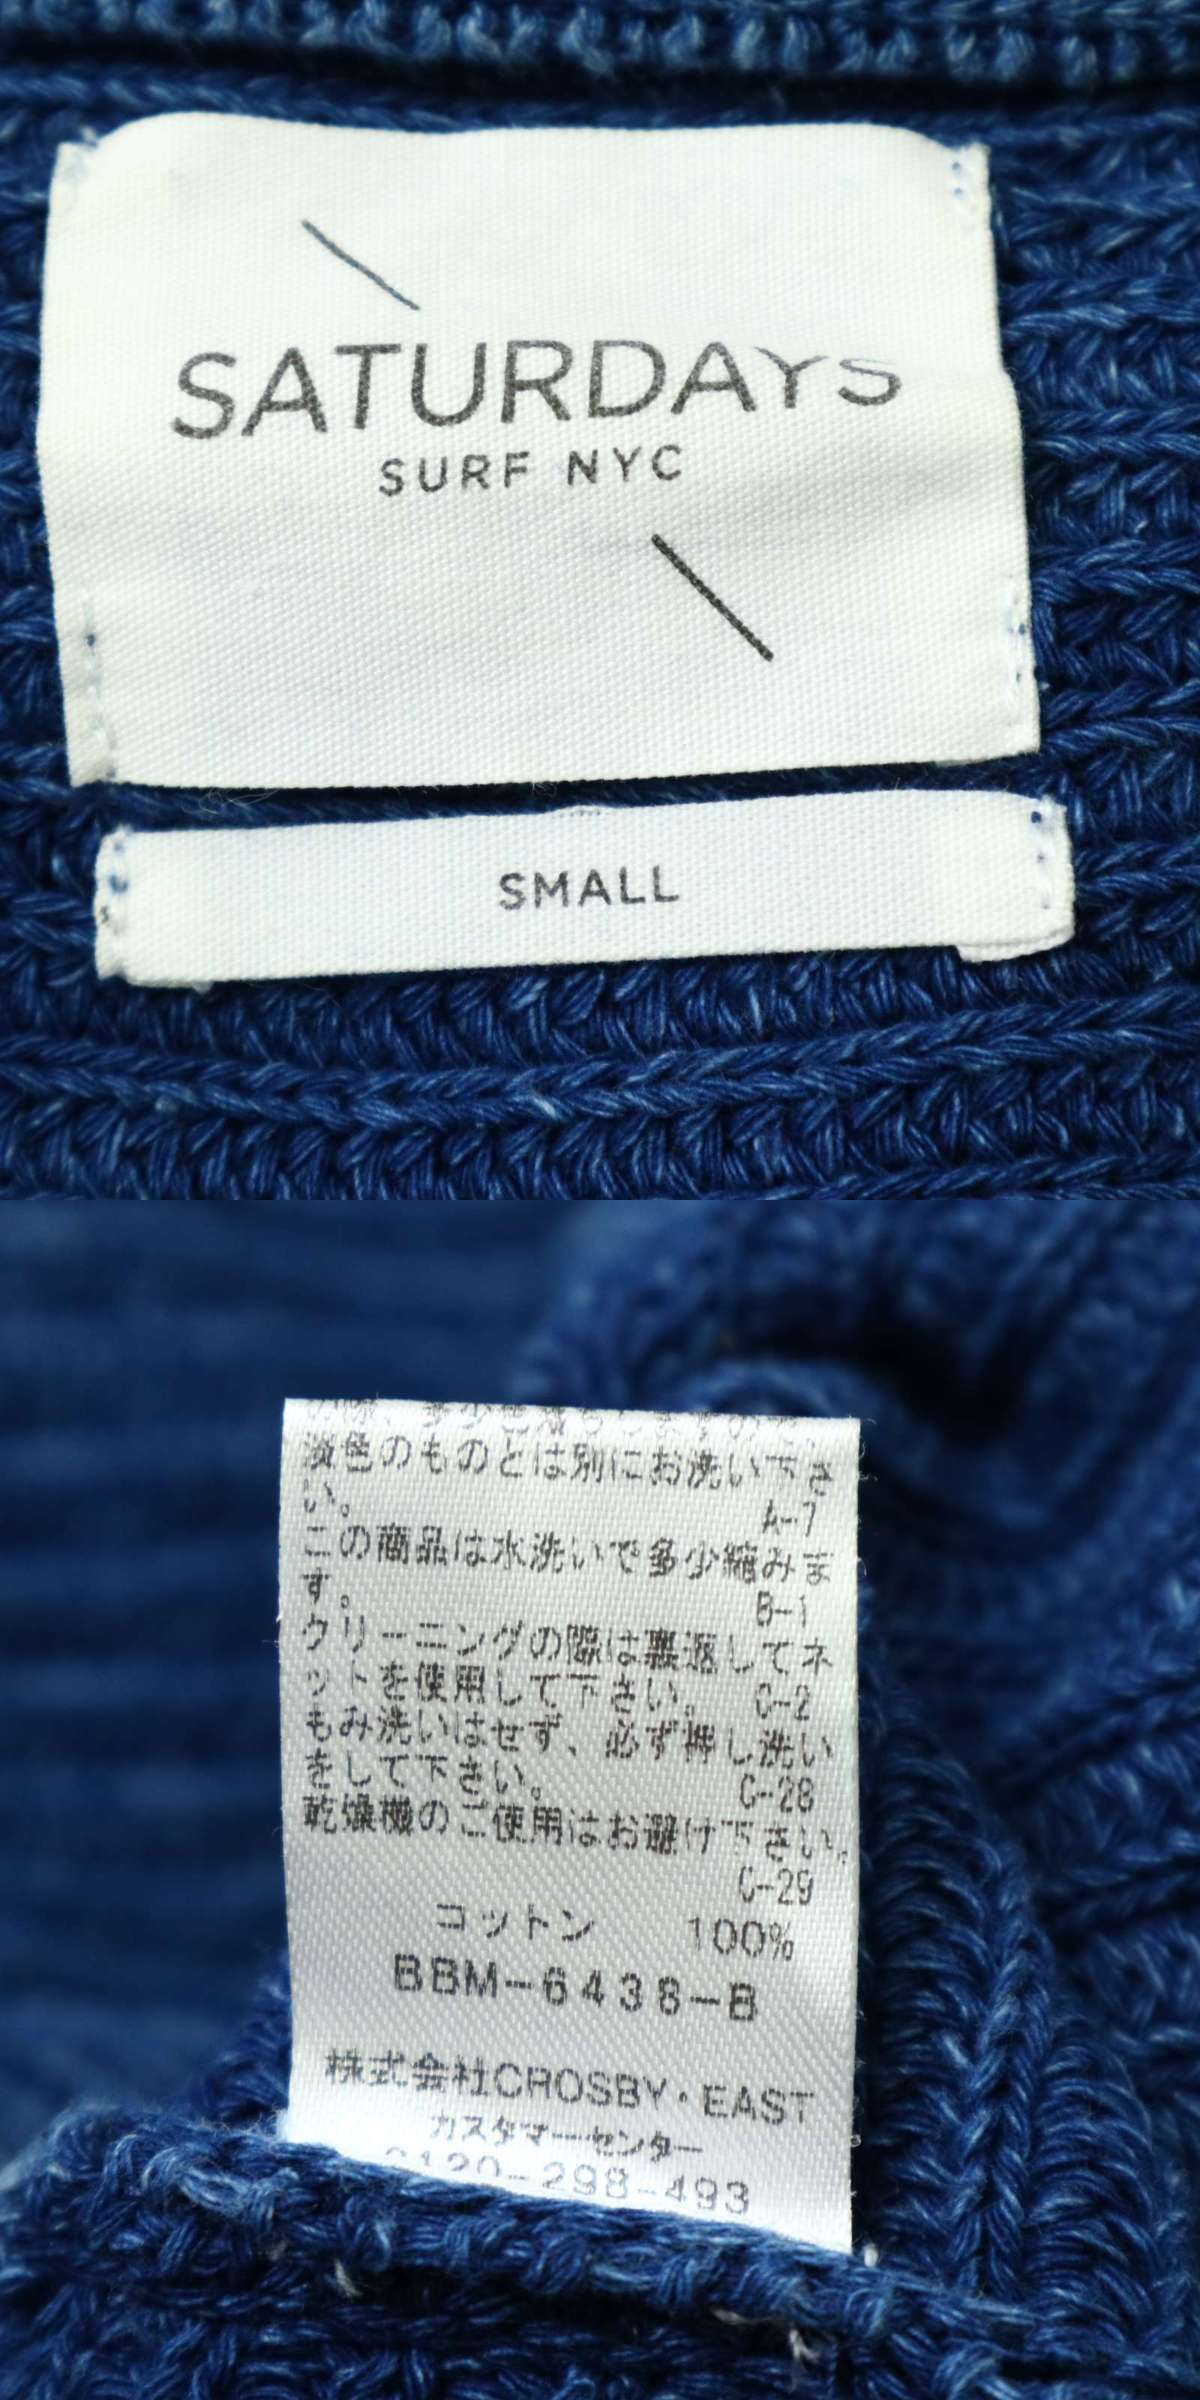 SATURDAYS
SURF NYC
SMALL
淡色のものとは別にお洗い下さ
い。
A-7
この商品は水洗いで多少縮みま
す。
B-1
クリーニングの際は裏返してネ
ットを使用して下さい。 C-2
もみ洗いはせず、必ず押し洗い
をして下さい。
C-28
乾燥機のご使用はお避け下さい。
C-29
コットン 100%
BBM-6438-B
株式会社CROSBY・EAST
カスタマーセンター
0120-298-493